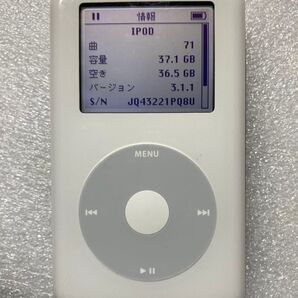 情報
IPOD
曲 71
容量 37.1 GB
空き 36.5 GB
バージョン 3.1.1
S/N JQ43221PQ8U
MENU